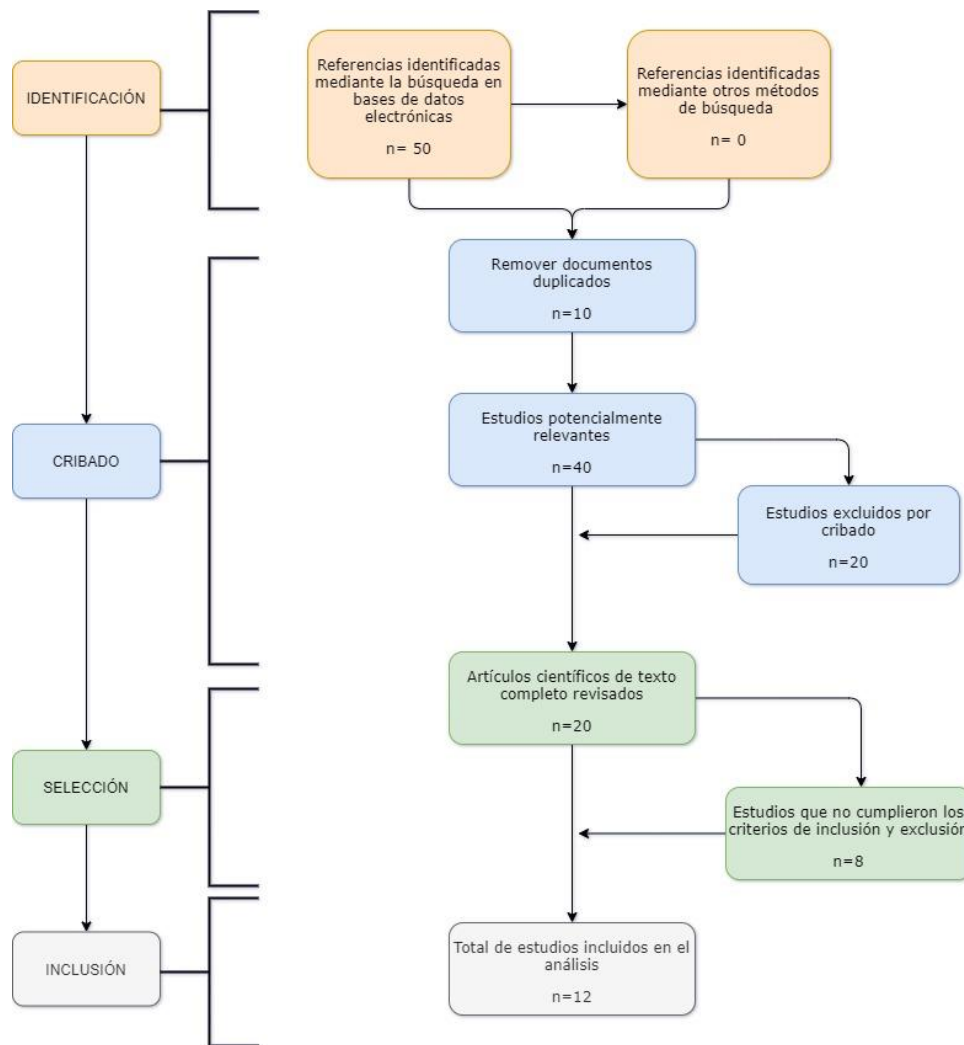 IDENTIFICACIÓN
Referencias identificadas
mediante la búsqueda en
bases de datos
electrónicas
n= 50
Referencias identificadas
mediante otros métodos
de búsqueda
n= 0
Remover documentos
duplicados
n=10
CRIBADO
Estudios potencialmente
relevantes
n=40
Estudios excluidos por
cribado
n=20
SELECCIÓN
Artículos científicos de texto
completo revisados
n=20
Estudios que no cumplieron los
criterios de inclusión y exclusión
n=8
INCLUSIÓN
Total de estudios incluidos en el
análisis
n=12